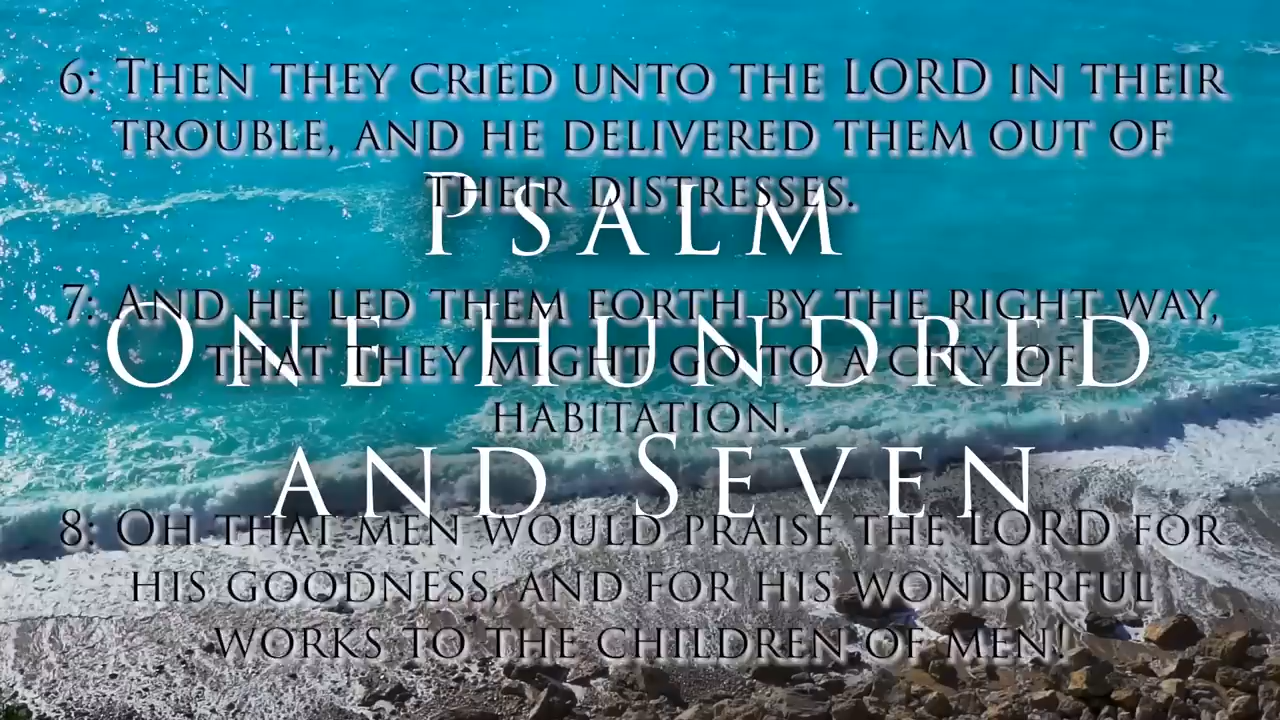 6: Then they cried unto the LORD in their
trouble, and he delivered them out of
their distresses.
Psalm
7: And he led them forth by the right way,
One Hundred
that they might go to a city of
habitation.
and Seven
8: Oh that men would praise the LORD for
his goodness, and for his wonderful
works to the children of men!